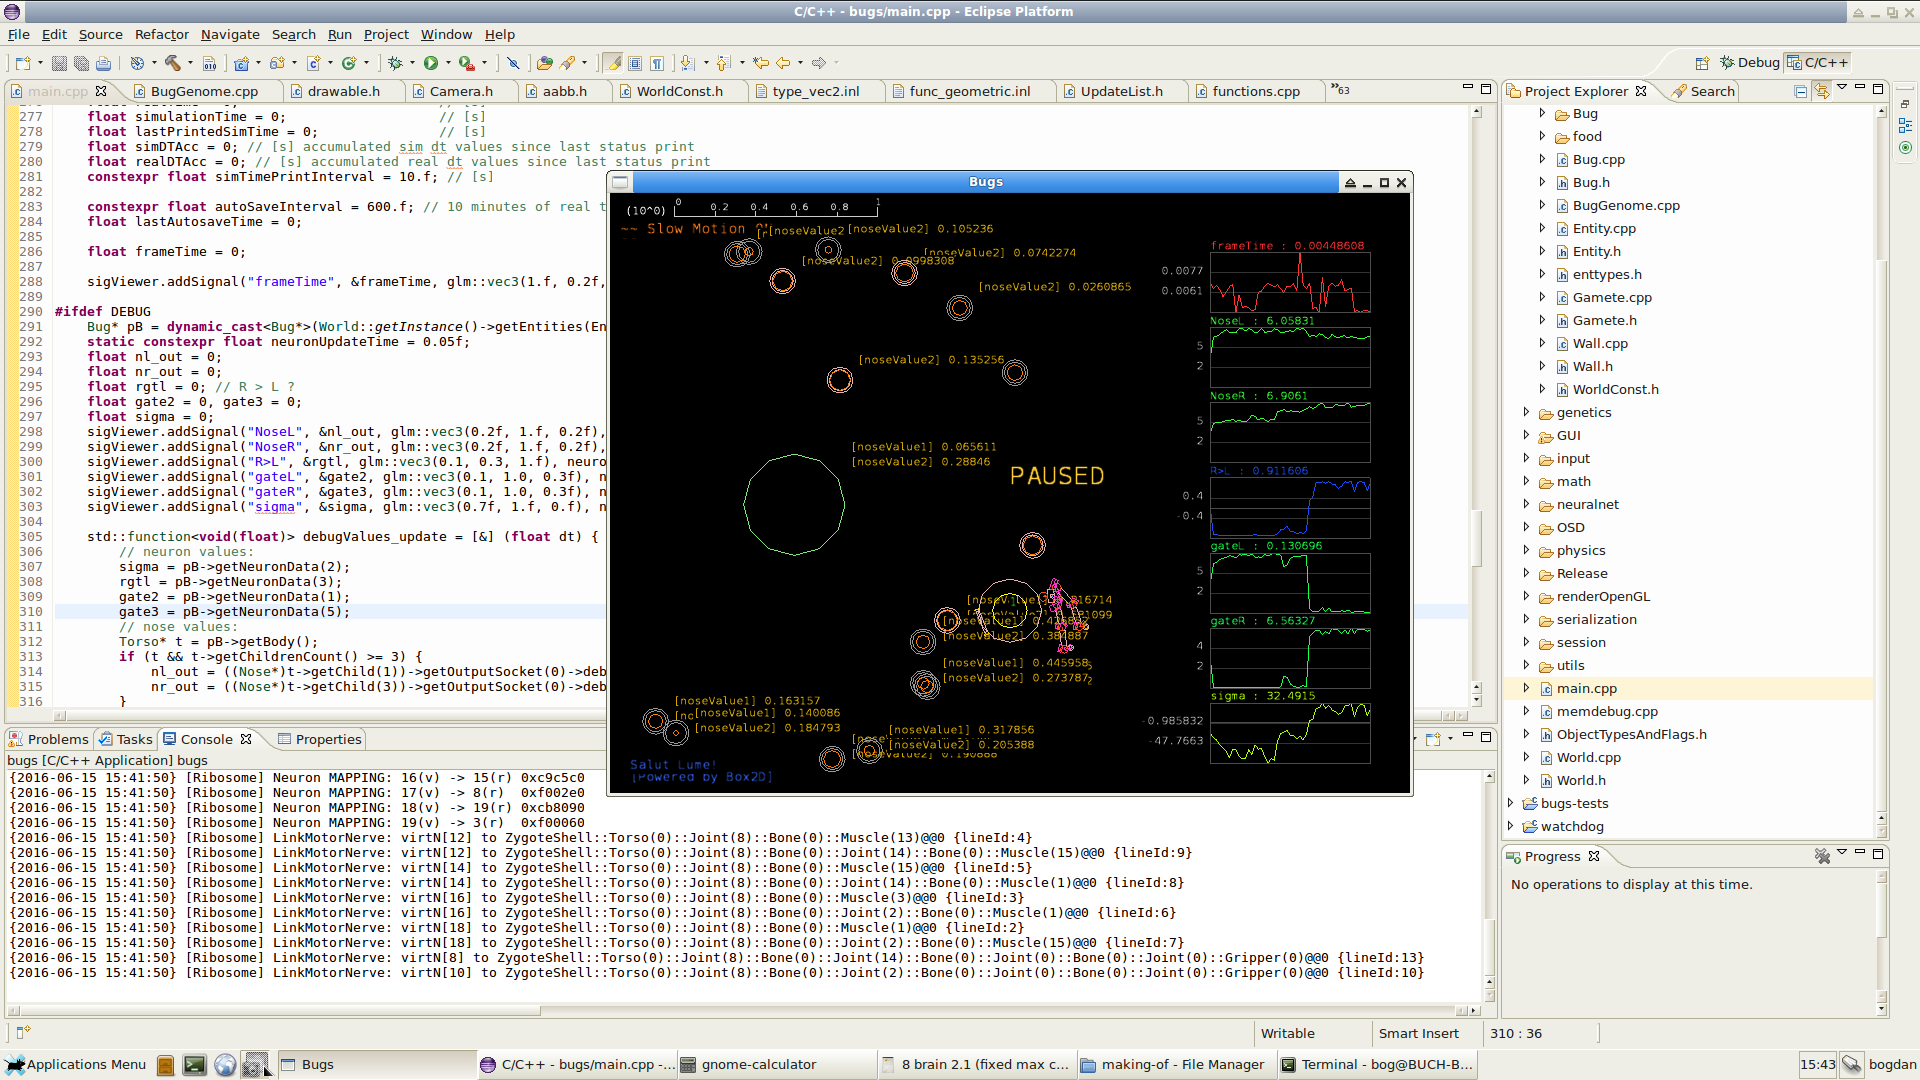 C/C++ - bugs/main.cpp - Eclipse Platform
File Edit Source Refactor Navigate Search Run Project Window Help
Debug C/C++
main.cpp BugGenome.cpp drawable.h Camera.h aabb.h WorldConst.h type_vec2.inl func_geometric.inl UpdateList.h functions.cpp »63
277 float simulationTime = 0; // [s]
278 float lastPrintedSimTime = 0; // [s]
279 float simDTAcc = 0; // [s] accumulated sim dt values since last status print
280 float realDTAcc = 0; // [s] accumulated real dt values since last status print
281 constexpr float simTimePrintInterval = 10.f; // [s]
282
283 constexpr float autoSaveInterval = 600.f; // 10 minutes of real t
284 float lastAutosaveTime = 0;
285
286 float frameTime = 0;
287
288 sigViewer.addSignal("frameTime", &frameTime, glm::vec3(1.f, 0.2f,
289
290 #ifdef DEBUG
291 Bug* pB = dynamic_cast<Bug*>(World::getInstance()->getEntities(En
292 static constexpr float neuronUpdateTime = 0.05f;
293 float nl_out = 0;
294 float nr_out = 0;
295 float rgtl = 0; // R > L ?
296 float gate2 = 0, gate3 = 0;
297 float sigma = 0;
298 sigViewer.addSignal("NoseL", &nl_out, glm::vec3(0.2f, 1.f, 0.2f),
299 sigViewer.addSignal("NoseR", &nr_out, glm::vec3(0.2f, 1.f, 0.2f),
300 sigViewer.addSignal("R>L", &rgtl, glm::vec3(0.1, 0.3, 1.f), neuro
301 sigViewer.addSignal("gateL", &gate2, glm::vec3(0.1, 1.0, 0.3f), n
302 sigViewer.addSignal("gateR", &gate3, glm::vec3(0.1, 1.0, 0.3f), n
303 sigViewer.addSignal("sigma", &sigma, glm::vec3(0.7f, 1.f, 0.f), n
304
305 std::function<void(float)> debugValues_update = [&] (float dt) {
306 // neuron values:
307 sigma = pB->getNeuronData(2);
308 rgtl = pB->getNeuronData(3);
309 gate2 = pB->getNeuronData(1);
310 gate3 = pB->getNeuronData(5);
311 // nose values:
312 Torso* t = pB->getBody();
313 if (t && t->getChildrenCount() >= 3) {
314 nl_out = ((Nose*)t->getChild(1))->getOutputSocket(0)->deb
315 nr_out = ((Nose*)t->getChild(3))->getOutputSocket(0)->deb
316 }
Bugs
(10^0) 0 0.2 0.4 0.6 0.8 1
~~ Slow Motion
[noseValue2 [noseValue2] 0.105236
[noseValue2] 0.0998308
[noseValue2] 0.0742274
[noseValue2] 0.0260865
[noseValue2] 0.135256
[noseValue1] 0.065611
[noseValue2] 0.28846
PAUSED
[noseValue1] 0.445958
[noseValue2] 0.273787
[noseValue1] 0.163157
[noseValue1] 0.140086
[noseValue2] 0.184793
[noseValue1] 0.317856
[noseValue2] 0.205388
[noseValue2] 0.190888
Salut Lume!
[Powered by Box2D]
frameTime : 0.00448608
0.0077
0.0061
NoseL : 6.05831
5
2
NoseR : 6.9061
5
2
R>L : 0.911606
0.4
-0.4
gateL : 0.130696
5
2
gateR : 6.56327
4
2
sigma : 32.4915
-0.985832
-47.7663
Project Explorer Search
Bug
food
Bug.cpp
Bug.h
BugGenome.cpp
Entity.cpp
Entity.h
enttypes.h
Gamete.cpp
Gamete.h
Wall.cpp
Wall.h
WorldConst.h
genetics
GUI
input
math
neuralnet
OSD
physics
Release
renderOpenGL
serialization
session
utils
main.cpp
memdebug.cpp
ObjectTypesAndFlags.h
World.cpp
World.h
bugs-tests
watchdog
Progress
No operations to display at this time.
Problems Tasks Console Properties
bugs [C/C++ Application] bugs
{2016-06-15 15:41:50} [Ribosome] Neuron MAPPING: 16(v) -> 15(r) 0xc9c5c0
{2016-06-15 15:41:50} [Ribosome] Neuron MAPPING: 17(v) -> 8(r) 0xf002e0
{2016-06-15 15:41:50} [Ribosome] Neuron MAPPING: 18(v) -> 19(r) 0xcb8090
{2016-06-15 15:41:50} [Ribosome] Neuron MAPPING: 19(v) -> 3(r) 0xf00060
{2016-06-15 15:41:50} [Ribosome] LinkMotorNerve: virtN[12] to ZygoteShell::Torso(0)::Joint(8)::Bone(0)::Muscle(13)@@0 {lineId:4}
{2016-06-15 15:41:50} [Ribosome] LinkMotorNerve: virtN[12] to ZygoteShell::Torso(0)::Joint(8)::Bone(0)::Joint(14)::Bone(0)::Muscle(15)@@0 {lineId:9}
{2016-06-15 15:41:50} [Ribosome] LinkMotorNerve: virtN[14] to ZygoteShell::Torso(0)::Joint(8)::Bone(0)::Muscle(15)@@0 {lineId:5}
{2016-06-15 15:41:50} [Ribosome] LinkMotorNerve: virtN[14] to ZygoteShell::Torso(0)::Joint(8)::Bone(0)::Joint(14)::Bone(0)::Muscle(1)@@0 {lineId:8}
{2016-06-15 15:41:50} [Ribosome] LinkMotorNerve: virtN[16] to ZygoteShell::Torso(0)::Joint(8)::Bone(0)::Muscle(3)@@0 {lineId:3}
{2016-06-15 15:41:50} [Ribosome] LinkMotorNerve: virtN[16] to ZygoteShell::Torso(0)::Joint(8)::Bone(0)::Joint(2)::Bone(0)::Muscle(1)@@0 {lineId:6}
{2016-06-15 15:41:50} [Ribosome] LinkMotorNerve: virtN[18] to ZygoteShell::Torso(0)::Joint(8)::Bone(0)::Muscle(1)@@0 {lineId:2}
{2016-06-15 15:41:50} [Ribosome] LinkMotorNerve: virtN[18] to ZygoteShell::Torso(0)::Joint(8)::Bone(0)::Joint(2)::Bone(0)::Muscle(15)@@0 {lineId:7}
{2016-06-15 15:41:50} [Ribosome] LinkMotorNerve: virtN[8] to ZygoteShell::Torso(0)::Joint(8)::Bone(0)::Joint(14)::Bone(0)::Joint(0)::Bone(0)::Joint(0)::Gripper(0)@@0 {lineId:13}
{2016-06-15 15:41:50} [Ribosome] LinkMotorNerve: virtN[10] to ZygoteShell::Torso(0)::Joint(8)::Bone(0)::Joint(2)::Bone(0)::Joint(0)::Bone(0)::Joint(0)::Gripper(0)@@0 {lineId:10}
Writable Smart Insert 310 : 36
Applications Menu Bugs C/C++ - bugs/main.cpp -... gnome-calculator 8 brain 2.1 (fixed max c... making-of - File Manager Terminal - bog@BUCH-B... 15:43 bogdan